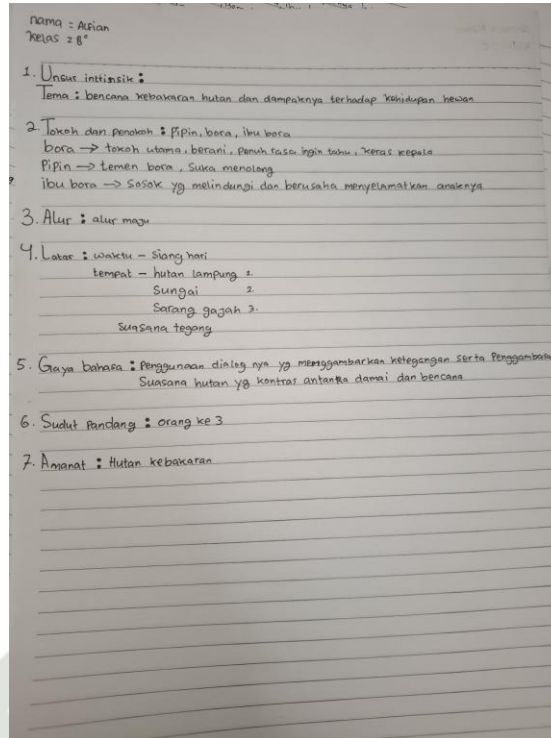 nama : Alfian
Kelas : 8"
1. Unsur intrinsik :
Tema : bencana kebakaran hutan dan dampaknya terhadap kehidupan hewan
2. Tokoh dan penokoh : Pipin, bora, ibu bora
bora → tokoh utama, berani, penuh rasa ingin tahu, keras kepala
Pipin → temen bora, suka menolong
ibu bora → sosok yg melindungi dan berusaha menyelamatkan anaknya
3. Alur : alur maju
4. Latar : waktu - siang hari
tempat - hutan lampung 1.
Sungai 2.
Sarang gagah 3.
Suasana tegang
5. Gaya bahasa : Penggunaan dialog nya yg menggambarkan ketegangan serta Penggambara
Suasana hutan yg kontras antara damai dan bencana
6. Sudut Pandang : orang ke 3
7. Amanat : Hutan kebakaran